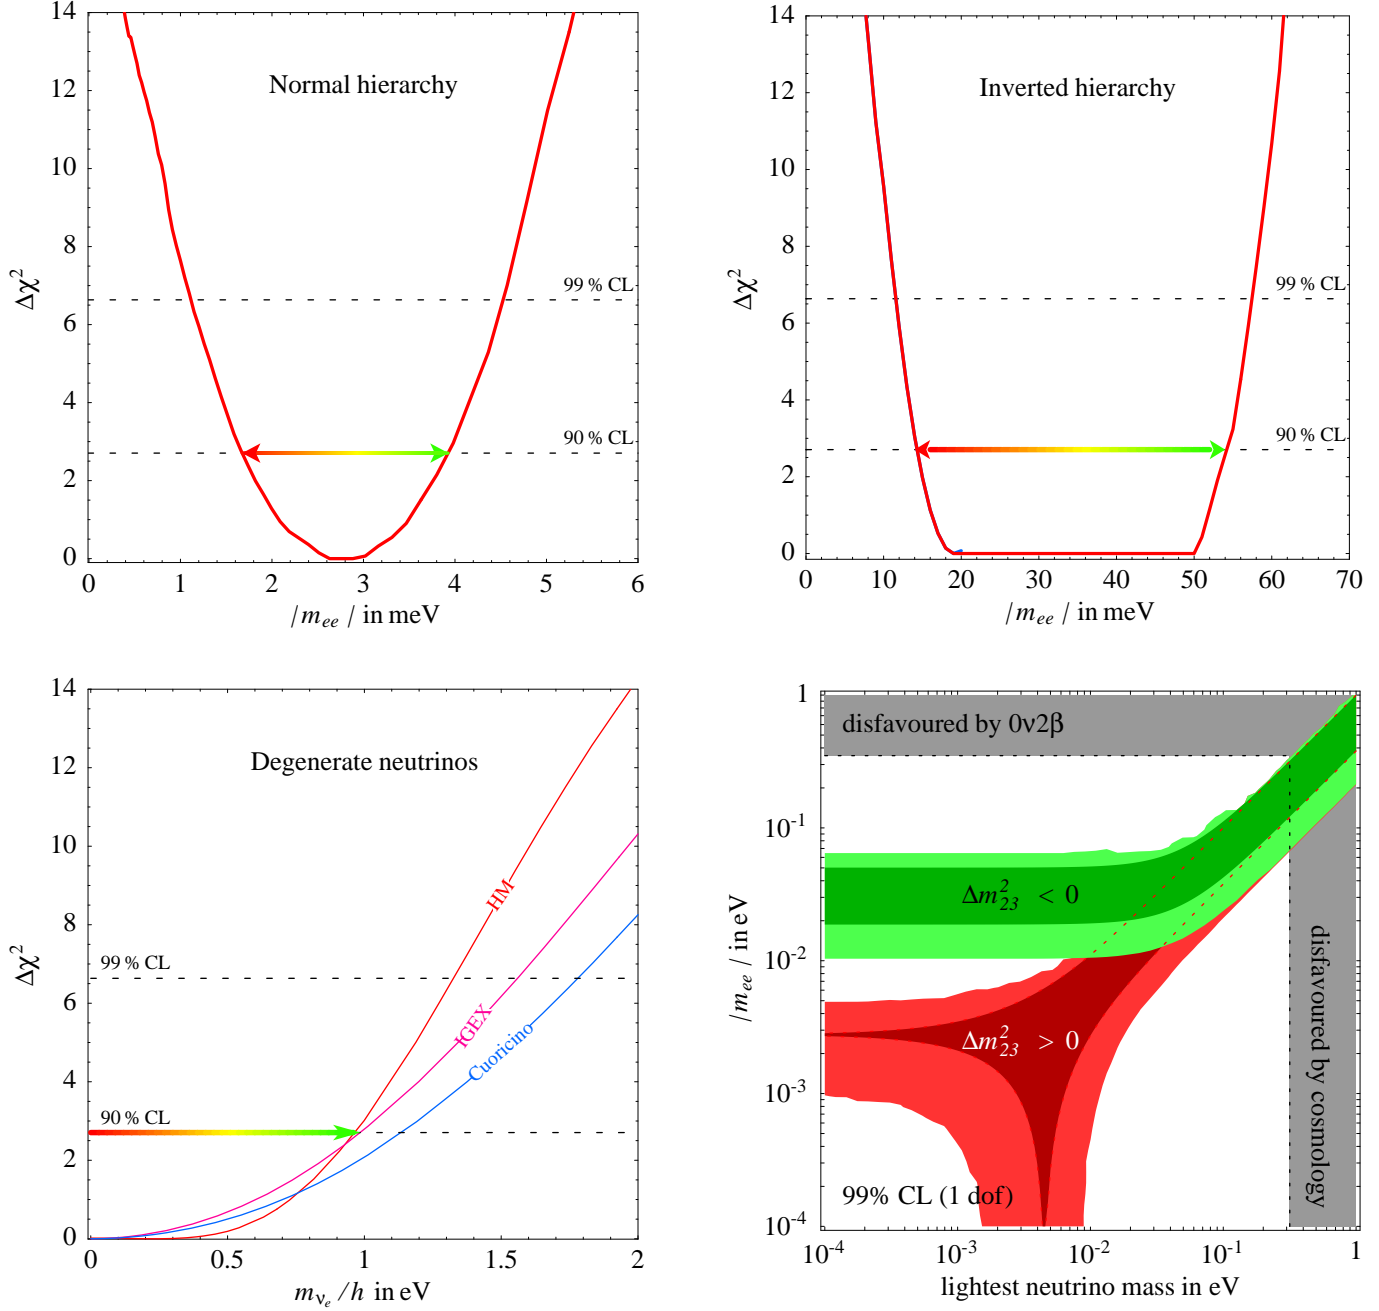 14
12
10
8
6
4
2
0
Δχ²
Normal hierarchy
99 % CL
90 % CL
0 1 2 3 4 5 6
|m_ee| in meV
14
12
10
8
6
4
2
0
Δχ²
Inverted hierarchy
99 % CL
90 % CL
0 10 20 30 40 50 60 70
|m_ee| in meV
14
12
10
8
6
4
2
0
Δχ²
Degenerate neutrinos
HM
99 % CL
IGEX
Cuoricino
90 % CL
0 0.5 1 1.5 2
m_νe/h in eV
1
10⁻¹
10⁻²
10⁻³
10⁻⁴
|m_ee| in eV
disfavoured by 0ν2β
Δm²₂₃ < 0
Δm²₂₃ > 0
disfavoured by cosmology
99% CL (1 dof)
10⁻⁴ 10⁻³ 10⁻² 10⁻¹ 1
lightest neutrino mass in eV